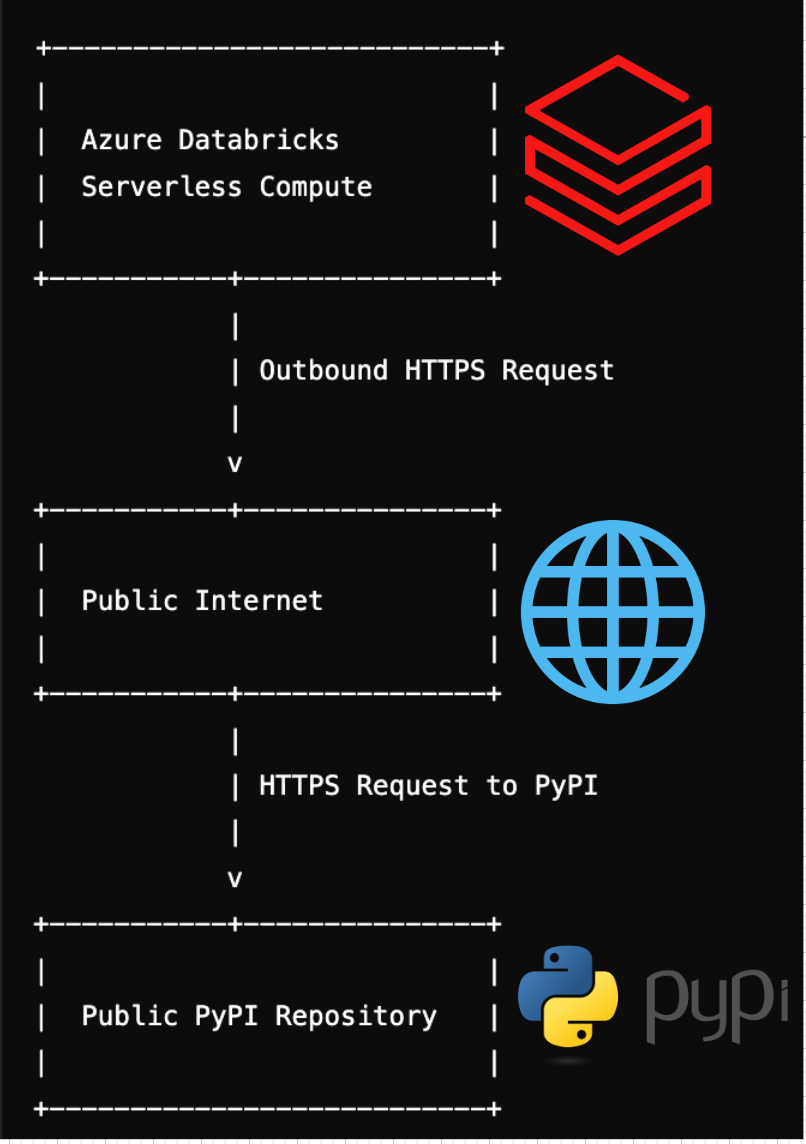 Azure Databricks
Serverless Compute
Outbound HTTPS Request
v
Public Internet
HTTPS Request to PyPI
v
Public PyPI Repository
pypi